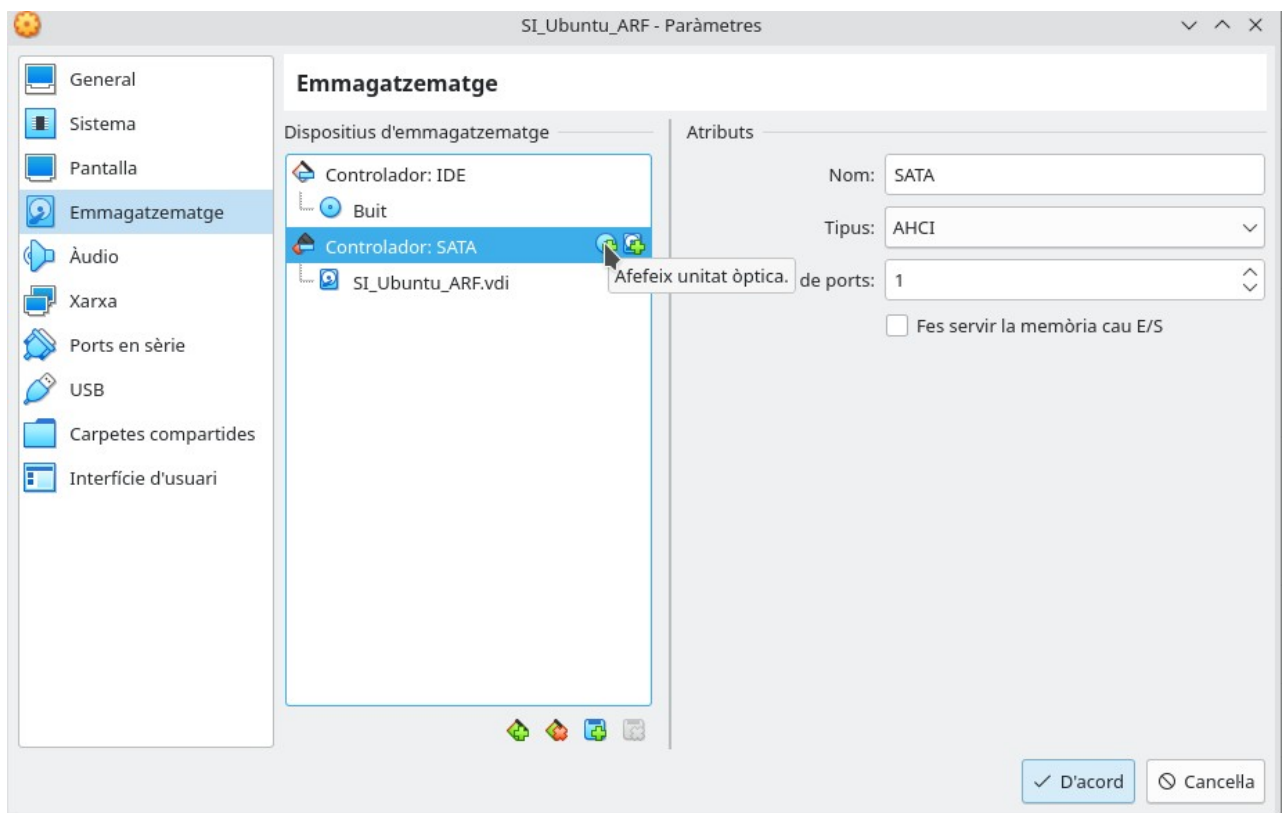 SI_Ubuntu_ARF - Paràmetres
General
Sistema
Pantalla
Emmagatzematge
Àudio
Xarxa
Ports en sèrie
USB
Carpetes compartides
Interfície d'usuari
Emmagatzematge
Dispositius d'emmagatzematge
Controlador: IDE
Buit
Controlador: SATA
SI_Ubuntu_ARF.vdi
Afefeix unitat òptica.
Atributs
Nom: SATA
Tipus: AHCI
de ports: 1
Fes servir la memòria cau E/S
D'acord
Cancel·la